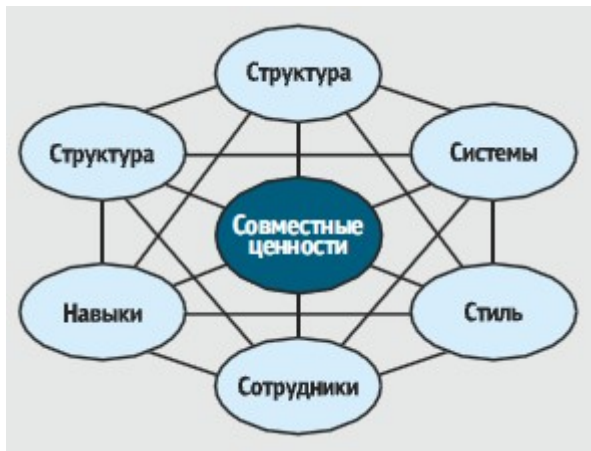 Структура
Структура
Системы
Совместные
ценности
Навыки
Стиль
Сотрудники